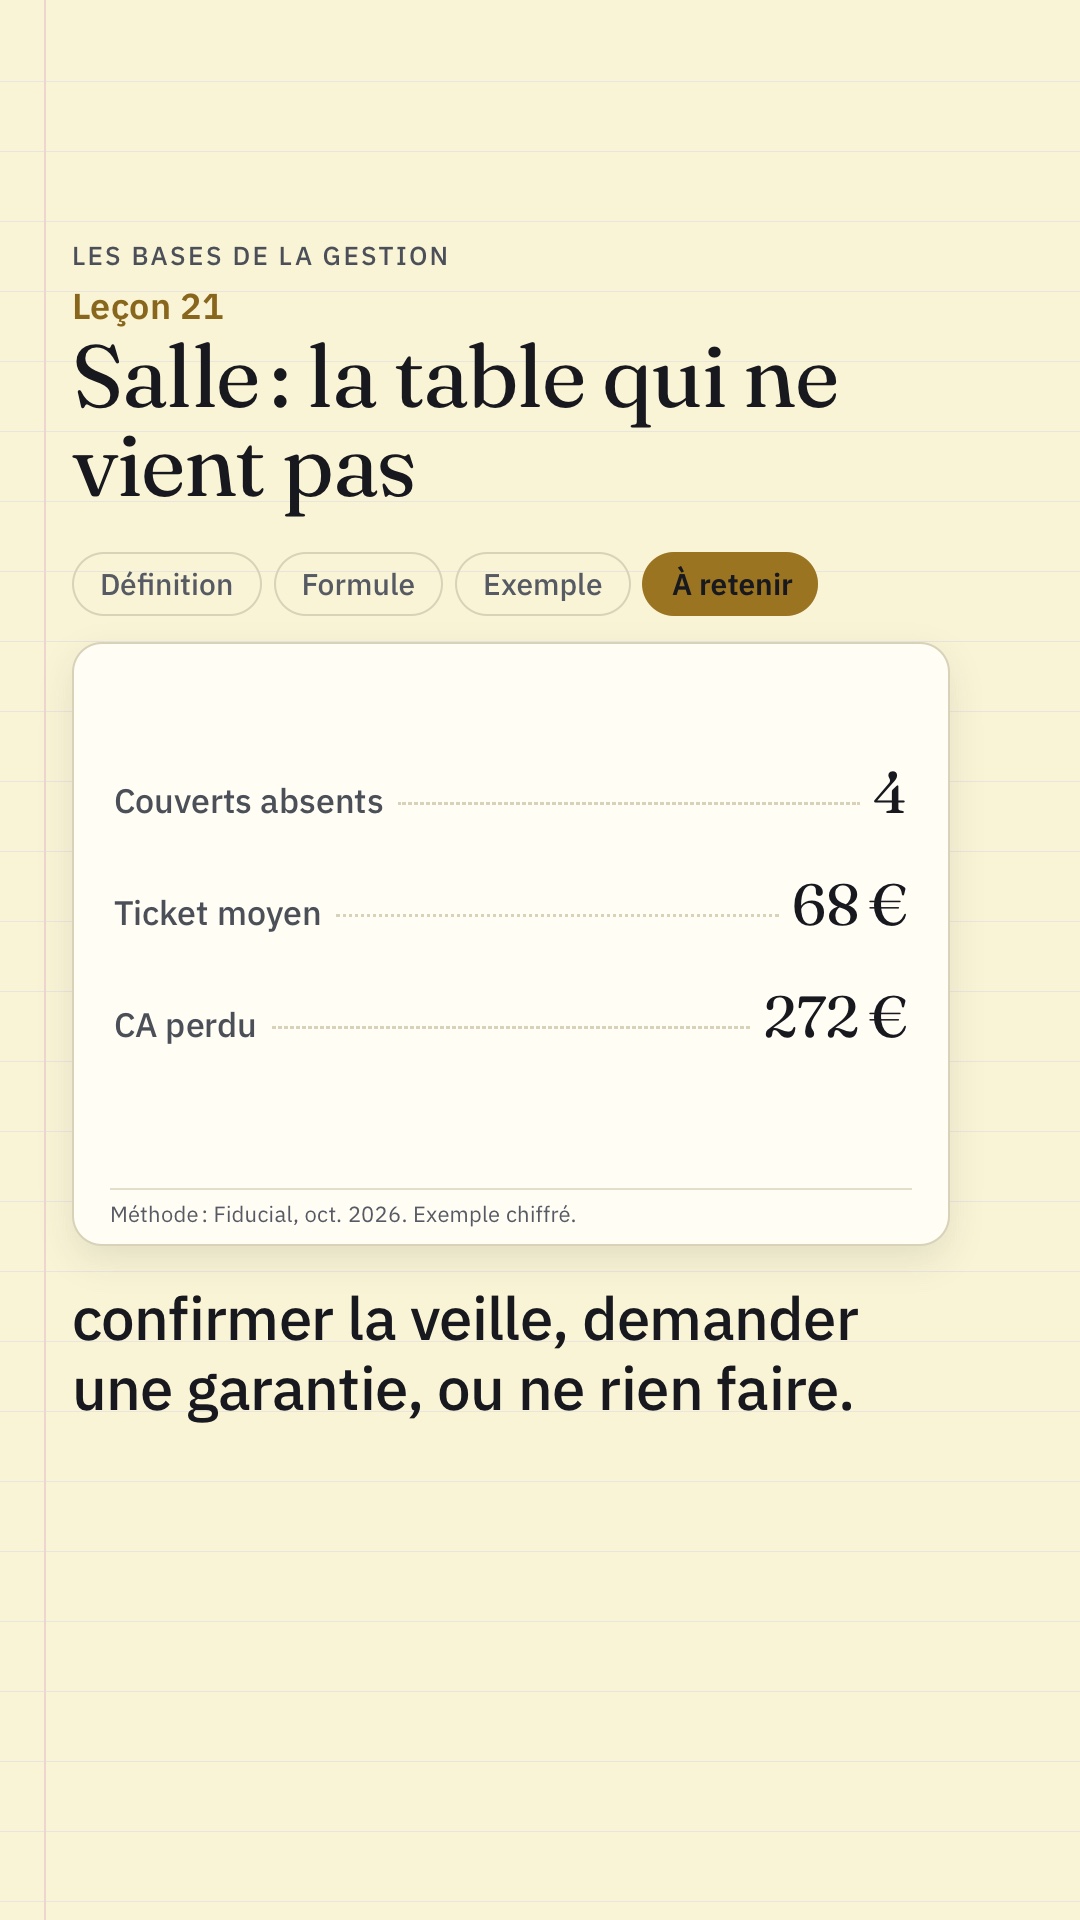 LES BASES DE LA GESTION
Leçon 21
Salle : la table qui ne
vient pas
Définition
Formule
Exemple
À retenir
Couverts absents 4
Ticket moyen 68 €
CA perdu 272 €
Méthode : Fiducial, oct. 2026. Exemple chiffré.
confirmer la veille, demander
une garantie, ou ne rien faire.